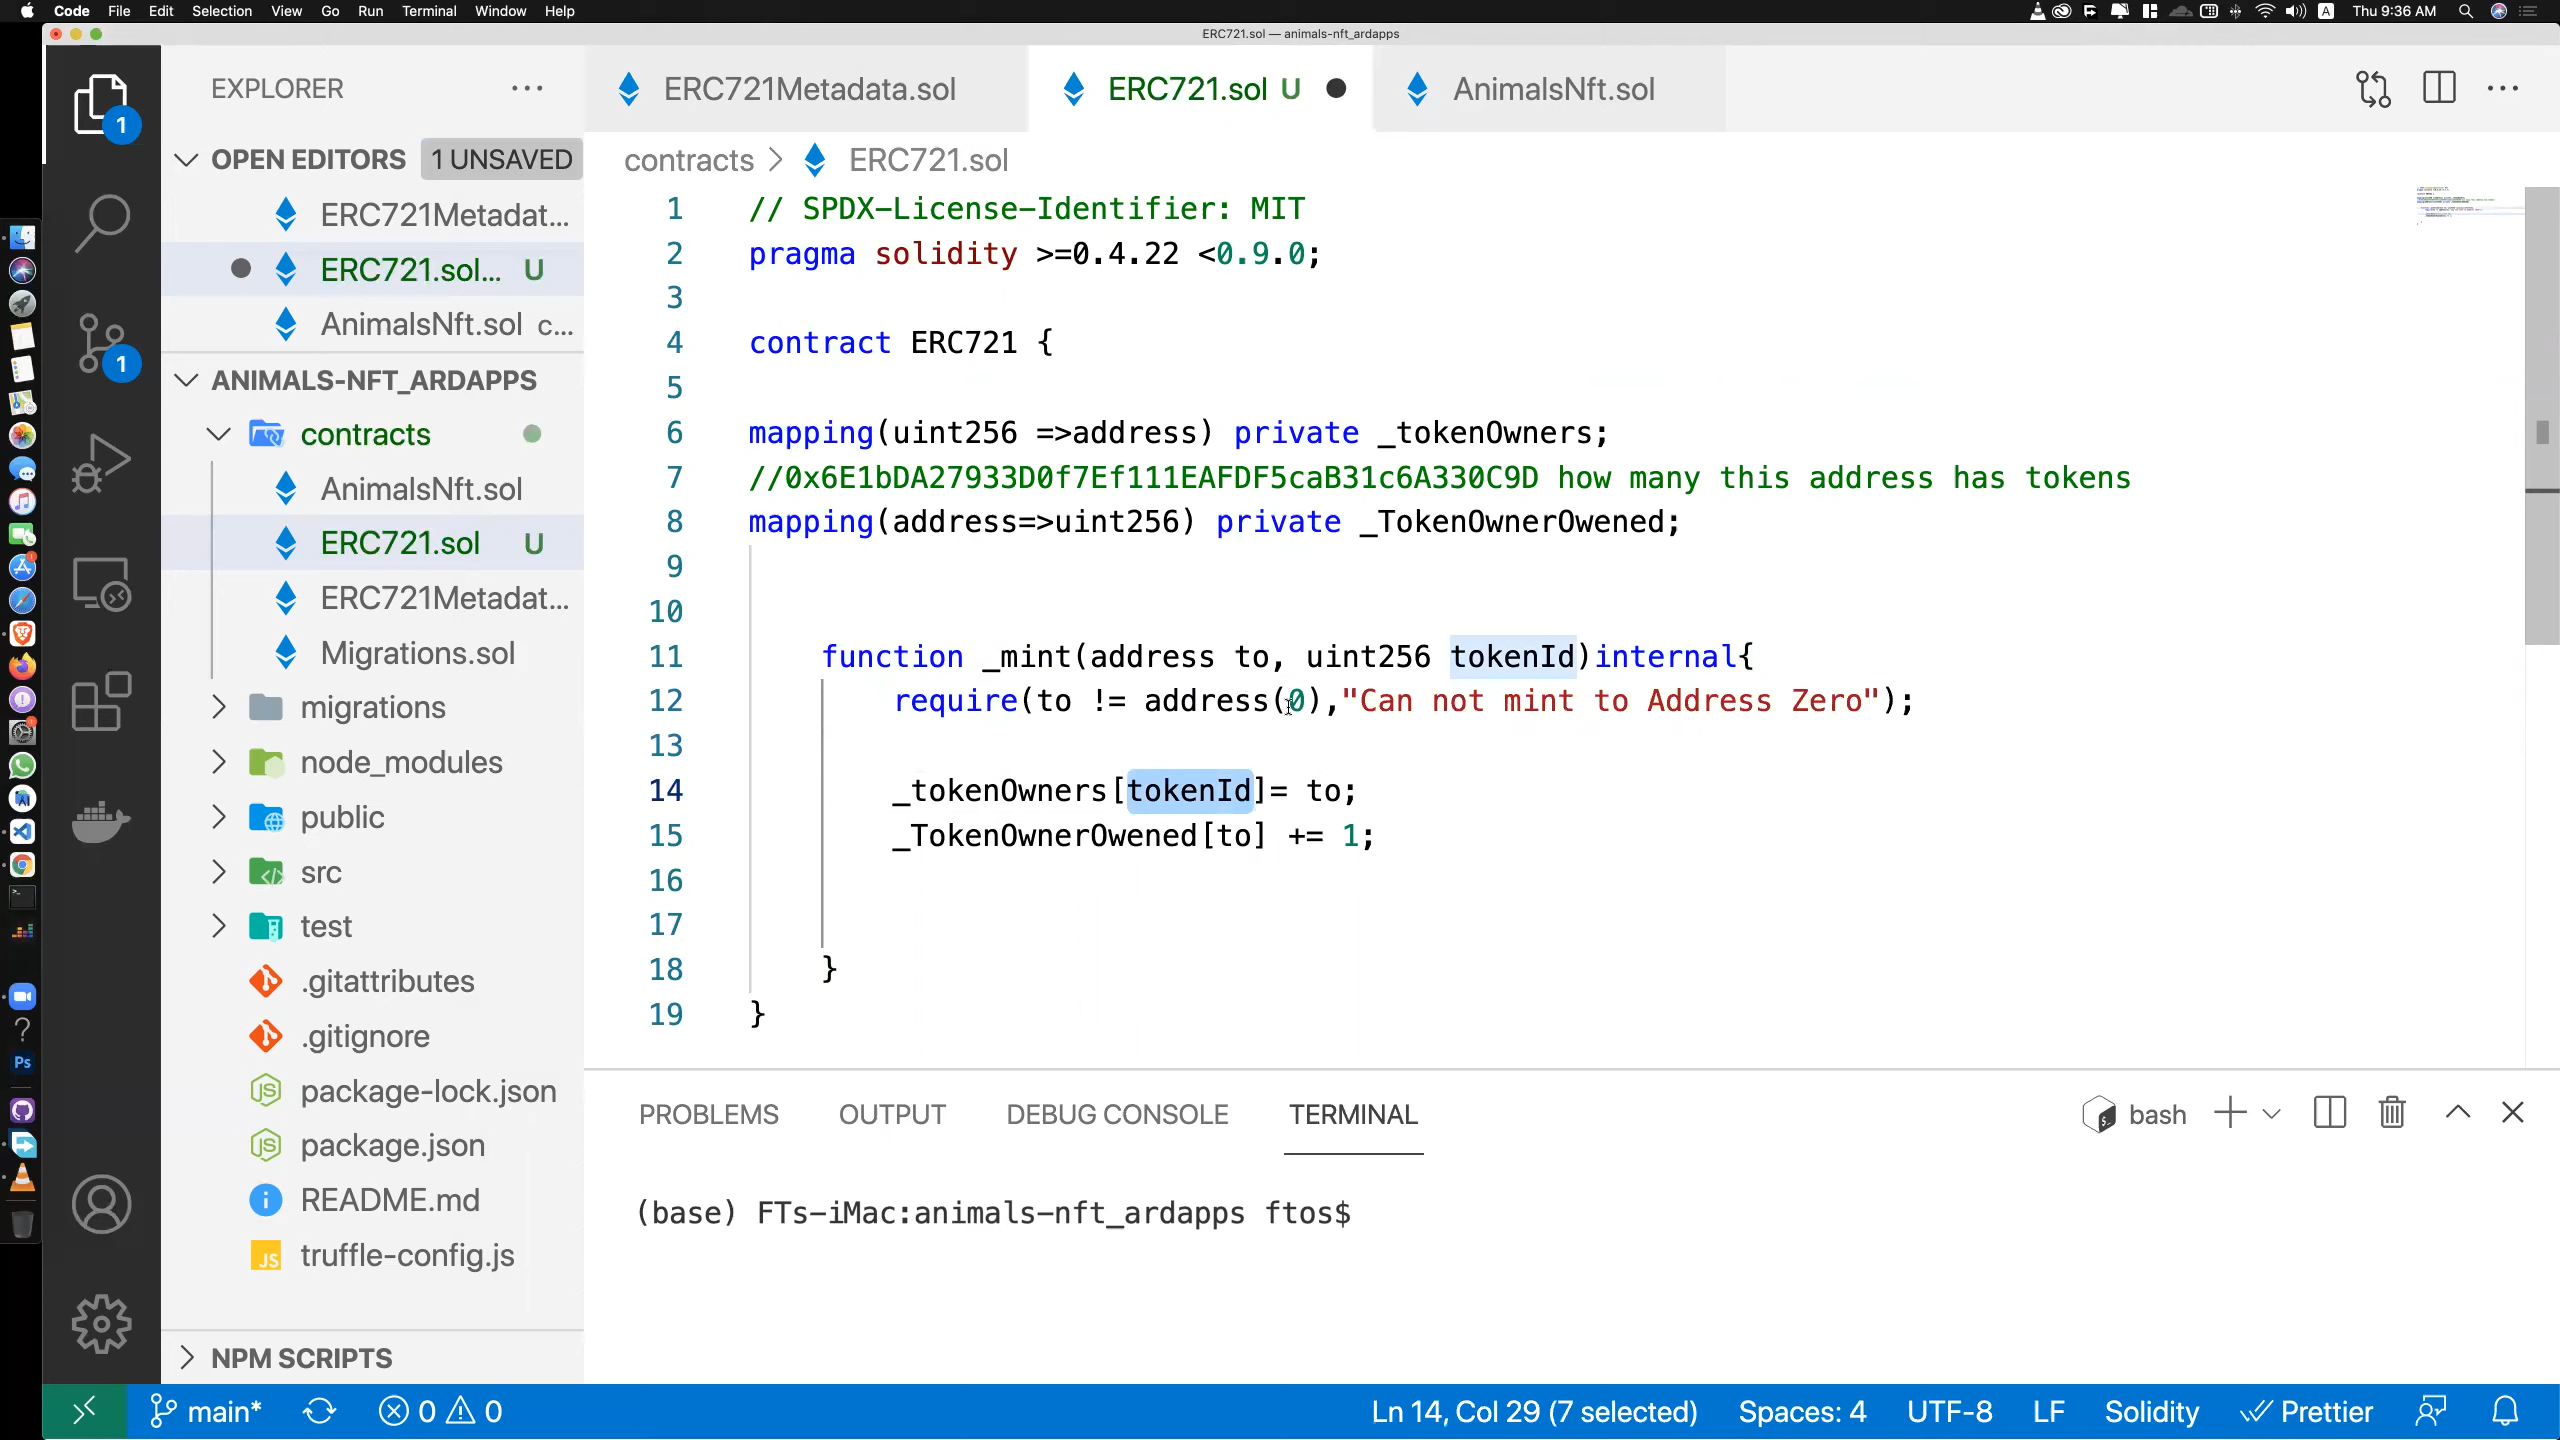 Code File Edit Selection View Go Run Terminal Window Help
A Thu 9:36 AM
ERC721.sol — animals-nft_ardapps
EXPLORER
ERC721Metadata.sol
ERC721.sol U
AnimalsNft.sol
1
OPEN EDITORS 1 UNSAVED
ERC721Metadat...
ERC721.sol... U
AnimalsNft.sol c...
contracts > ERC721.sol
1 // SPDX-License-Identifier: MIT
2 pragma solidity >=0.4.22 <0.9.0;
3
4 contract ERC721 {
5
6 mapping(uint256 =>address) private _tokenOwners;
7 //0x6E1bDA27933D0f7Ef111EAFDF5caB31c6A330C9D how many this address has tokens
8 mapping(address=>uint256) private _TokenOwnerOwened;
9
10
11 function _mint(address to, uint256 tokenId)internal{
12 require(to != address(0),"Can not mint to Address Zero");
13
14 _tokenOwners[tokenId]= to;
15 _TokenOwnerOwened[to] += 1;
16
17
18 }
19 }
1
ANIMALS-NFT_ARDAPPS
contracts
AnimalsNft.sol
ERC721.sol U
ERC721Metadat...
Migrations.sol
migrations
node_modules
public
src
test
.gitattributes
.gitignore
package-lock.json
package.json
README.md
truffle-config.js
NPM SCRIPTS
PROBLEMS OUTPUT DEBUG CONSOLE TERMINAL
bash
(base) FTs-iMac:animals-nft_ardapps ftos$
Ps
main* 0 0
Ln 14, Col 29 (7 selected) Spaces: 4 UTF-8 LF Solidity Prettier